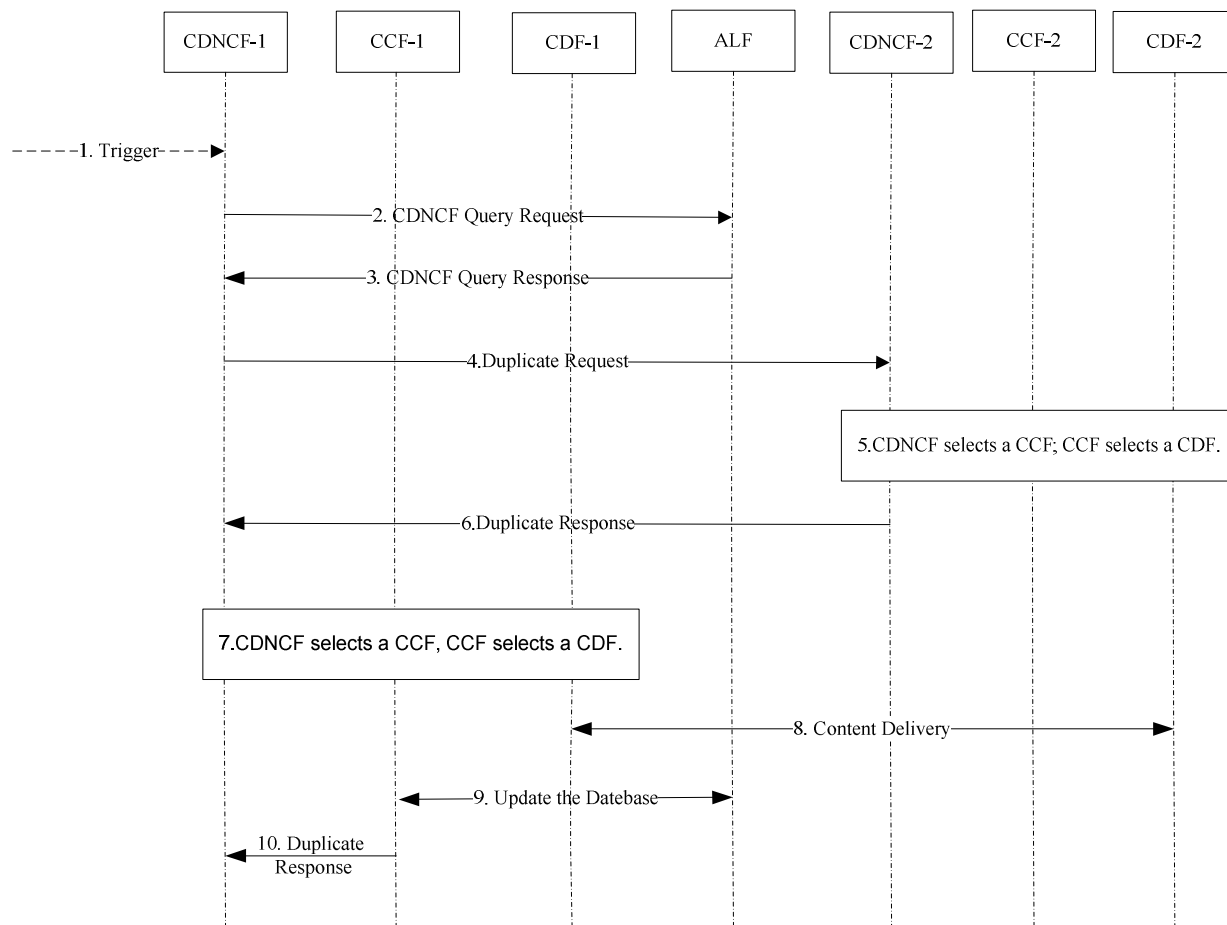 CDNCF-1
CCF-1
CDF-1
ALF
CDNCF-2
CCF-2
CDF-2
1. Trigger
2. CDNCF Query Request
3. CDNCF Query Response
4.Duplicate Request
5.CDNCF selects a CCF; CCF selects a CDF.
6.Duplicate Response
7.CDNCF selects a CCF, CCF selects a CDF.
8. Content Delivery
9. Update the Datebase
10. Duplicate
Response